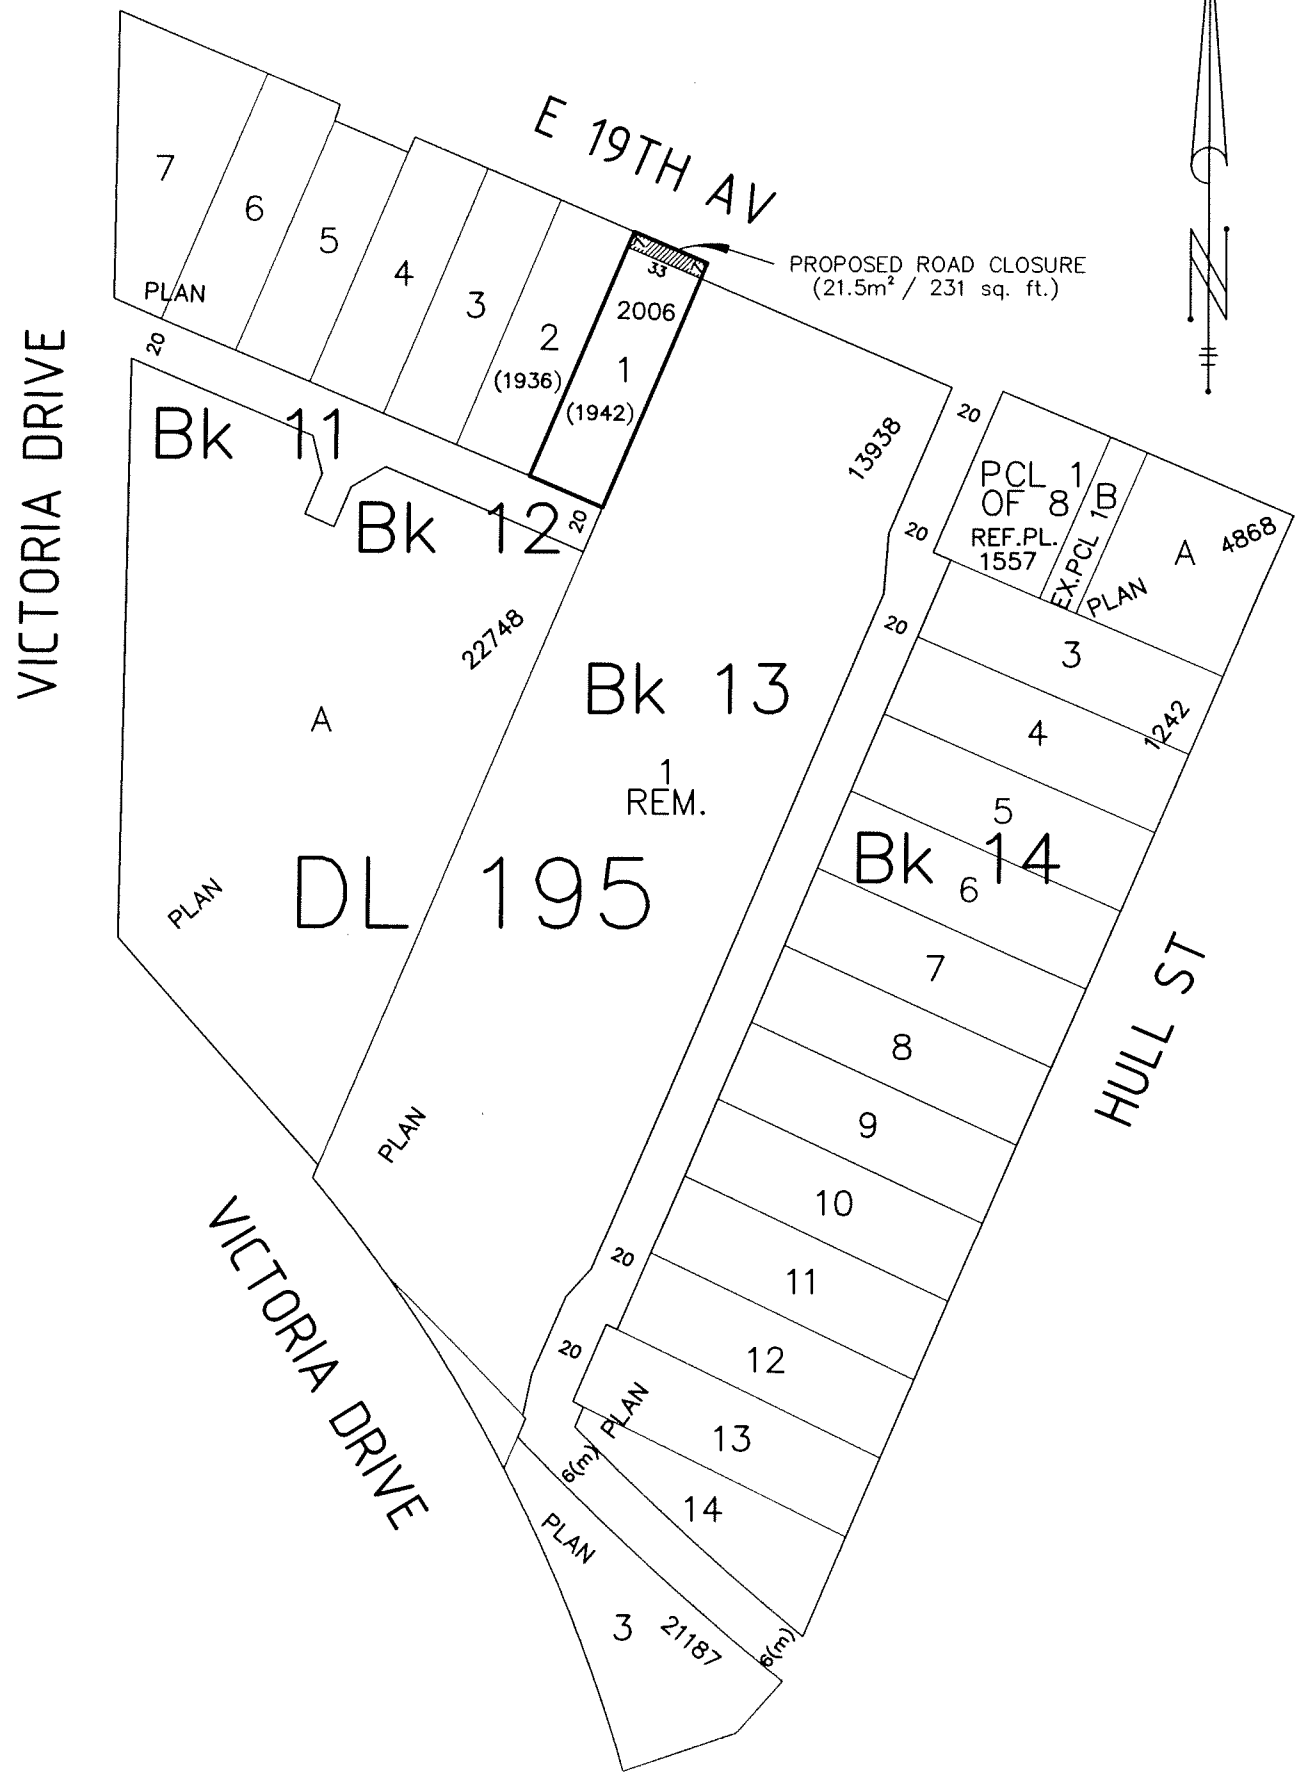 E 19TH AV
7
6
5
4
3
2
(1936)
33
2006
1
(1942)
PROPOSED ROAD CLOSURE
(21.5m² / 231 sq. ft.)
N
PLAN
20
VICTORIA DRIVE
Bk 11
Bk 12
20
13938
20
20
20
PCL 1
OF 8
REF.PL.
1557
B
EX.PCL 1
PLAN
A
4868
22748
A
Bk 13
1
REM.
DL 195
PLAN
PLAN
3
1242
4
5
Bk 14
6
7
8
9
10
11
12
13
14
HULL ST
20
20
PLAN
VICTORIA DRIVE
6(m)
PLAN
3
21187
6(m)